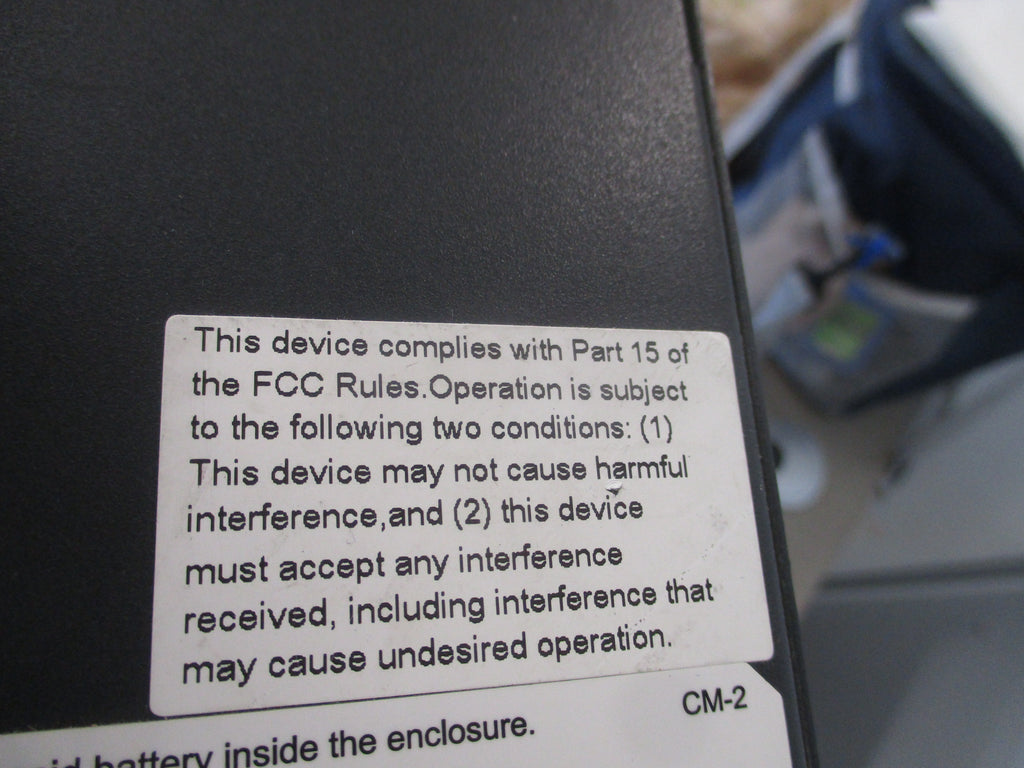 This device complies with Part 15 of
the FCC Rules.Operation is subject
to the following two conditions: (1)
This device may not cause harmful
interference,and (2) this device
must accept any interference
received, including interference that
may cause undesired operation.
CM-2
battery inside the enclosure.